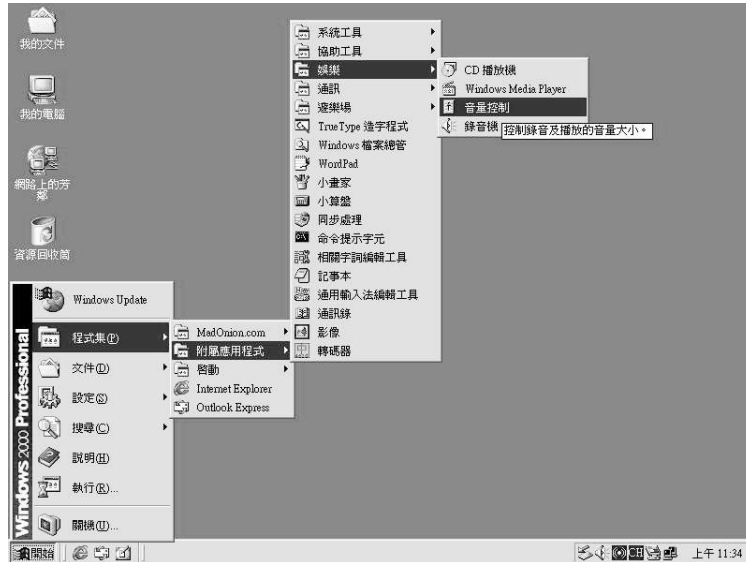 我的文件
我的電腦
網路上的芳
鄰
資源回收筒
系統工具
協助工具
娛樂
通訊
遊樂場
TrueType 造字程式
Windows 檔案總管
WordPad
小畫家
小算盤
同步處理
命令提示字元
相關字詞編輯工具
記事本
通用輸入法編輯工具
通訊錄
影像
轉碼器
CD 播放機
Windows Media Player
音量控制
錄音機
控制錄音及播放的音量大小。
Windows Update
程式集(P)
文件(D)
設定(S)
搜尋(C)
說明(H)
執行(R)...
關機(U)...
Windows 2000 Professional
MadOnion.com
附屬應用程式
啓動
Internet Explorer
Outlook Express
開始
CH
上午 11:34